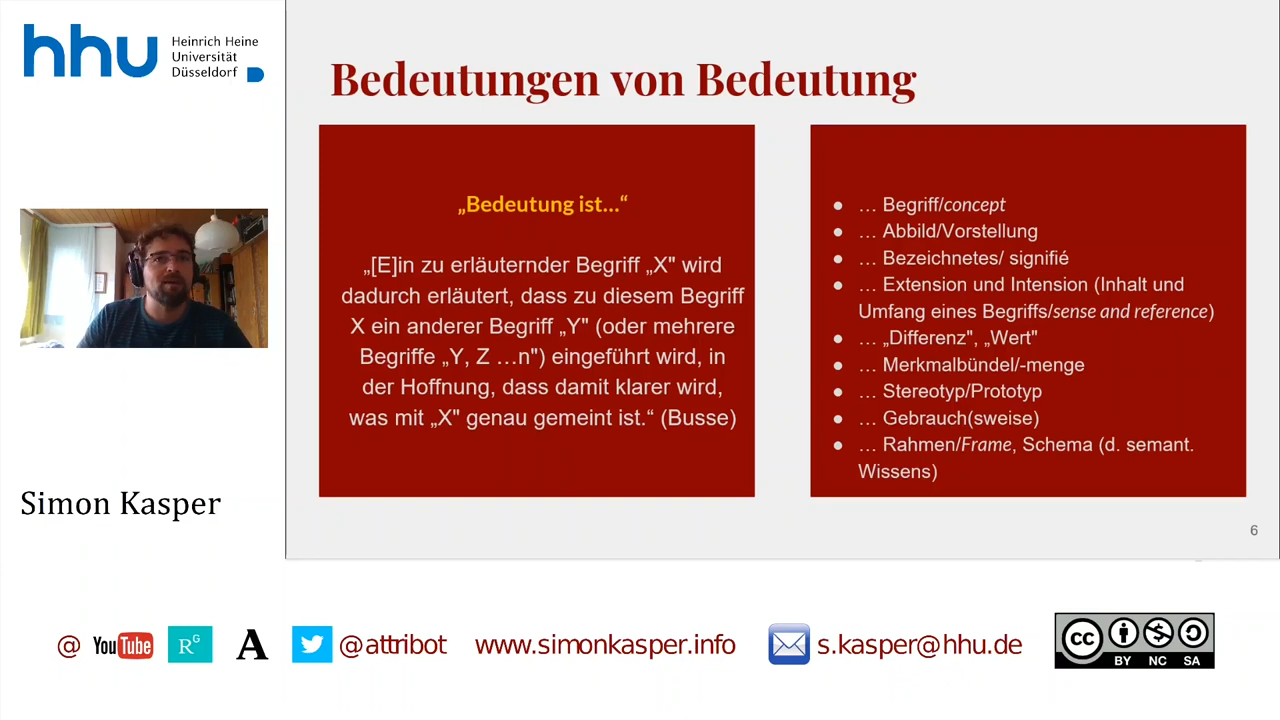 hhu
Heinrich Heine
Universität
Düsseldorf
Simon Kasper
Bedeutungen von Bedeutung
„Bedeutung ist…“
„[E]in zu erläuternder Begriff „X" wird
dadurch erläutert, dass zu diesem Begriff
X ein anderer Begriff „Y" (oder mehrere
Begriffe „Y, Z …n") eingeführt wird, in
der Hoffnung, dass damit klarer wird,
was mit „X" genau gemeint ist.“ (Busse)
● … Begriff/concept
● … Abbild/Vorstellung
● … Bezeichnetes/ signifié
● … Extension und Intension (Inhalt und
Umfang eines Begriffs/sense and reference)
● … „Differenz", „Wert"
● … Merkmalbündel/-menge
● … Stereotyp/Prototyp
● … Gebrauch(sweise)
● … Rahmen/Frame, Schema (d. semant.
Wissens)
6
@ YouTube RG A @attribot www.simonkasper.info s.kasper@hhu.de cc BY NC SA